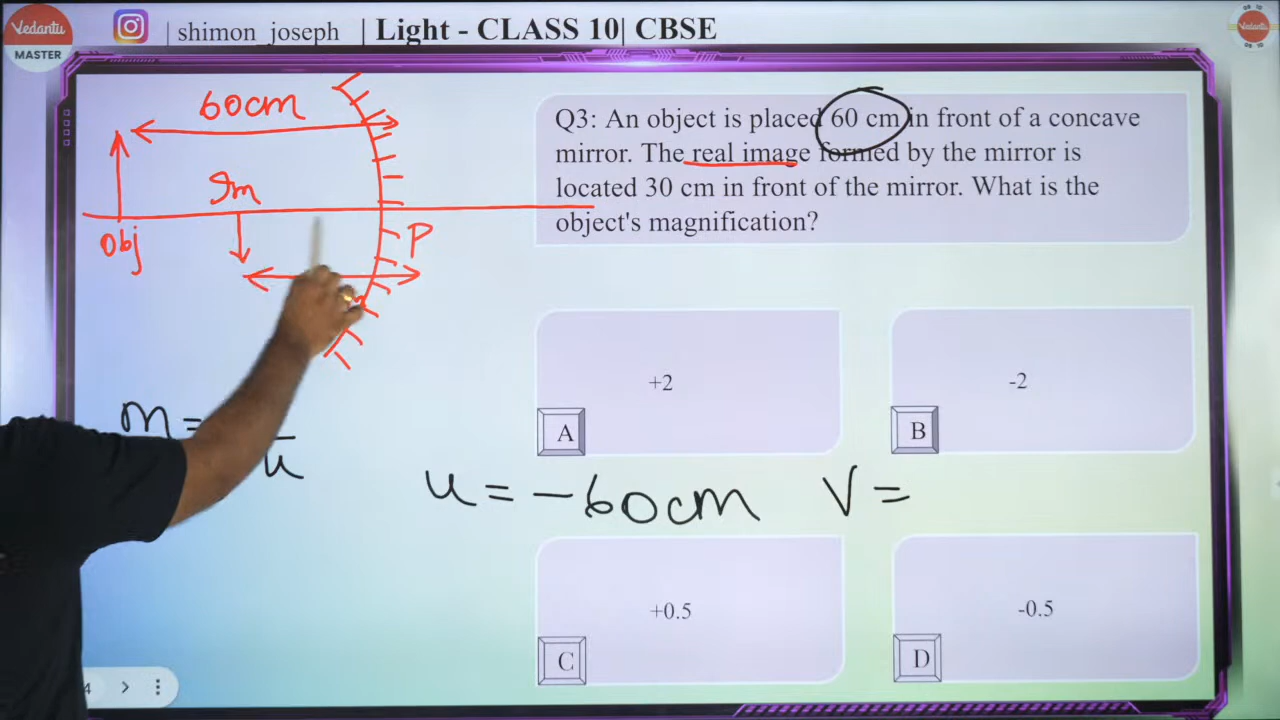 Vedantu
MASTER
| shimon_joseph | Light - CLASS 10| CBSE
Vedantu
Q3: An object is placed 60 cm in front of a concave
mirror. The real image formed by the mirror is
located 30 cm in front of the mirror. What is the
object's magnification?
60cm
Im
Obj
P
m =
u
u = -60cm V =
+2
A
-2
B
+0.5
C
-0.5
D
4